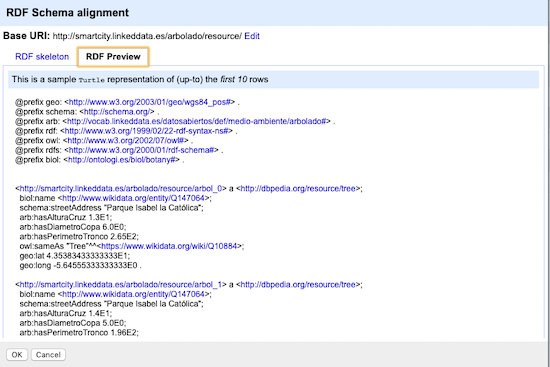 RDF Schema alignment
Base URI: http://smartcity.linkeddata.es/arbolado/resource/ Edit
RDF skeleton RDF Preview
This is a sample Turtle representation of (up-to) the first 10 rows
@prefix geo: <http://www.w3.org/2003/01/geo/wgs84_pos#> .
@prefix schema: <http://schema.org/> .
@prefix arb: <http://vocab.linkeddata.es/datosabiertos/def/medio-ambiente/arbolado#> .
@prefix rdf: <http://www.w3.org/1999/02/22-rdf-syntax-ns#> .
@prefix owl: <http://www.w3.org/2002/07/owl#> .
@prefix rdfs: <http://www.w3.org/2000/01/rdf-schema#> .
@prefix biol: <http://ontologi.es/biol/botany#> .
<http://smartcity.linkeddata.es/arbolado/resource/arbol_0> a <http://dbpedia.org/resource/tree>;
biol:name <http://www.wikidata.org/entity/Q147064>;
schema:streetAddress "Parque Isabel la Católica";
arb:hasAlturaCruz 1.3E1;
arb:hasDiametroCopa 6.0E0;
arb:hasPerimetroTronco 2.65E2;
owl:sameAs "Tree"^^<https://www.wikidata.org/wiki/Q10884>;
geo:lat 4.35383433333333E1;
geo:long -5.64555333333333E0 .
<http://smartcity.linkeddata.es/arbolado/resource/arbol_1> a <http://dbpedia.org/resource/tree>;
biol:name <http://www.wikidata.org/entity/Q147064>;
schema:streetAddress "Parque Isabel la Católica";
arb:hasAlturaCruz 1.4E1;
arb:hasDiametroCopa 5.0E0;
arb:hasPerimetroTronco 1.96E2;
OK Cancel